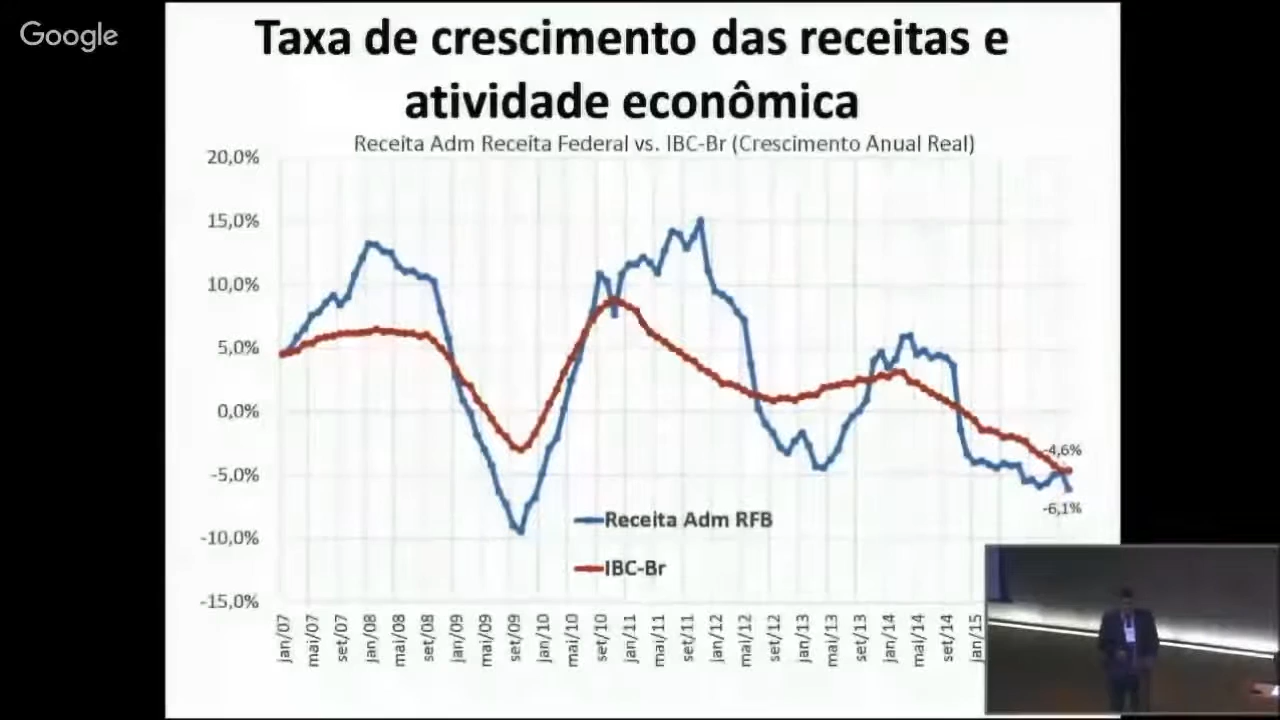 Google
Taxa de crescimento das receitas e
atividade econômica
Receita Adm Receita Federal vs. IBC-Br (Crescimento Anual Real)
20,0%
15,0%
10,0%
5,0%
0,0%
-5,0%
-10,0%
-15,0%
-4,6%
-6,1%
Receita Adm RFB
IBC-Br
jan/07
mai/07
set/07
jan/08
mai/08
set/08
jan/09
mai/09
set/09
jan/10
mai/10
set/10
jan/11
mai/11
set/11
jan/12
mai/12
set/12
jan/13
mai/13
set/13
jan/14
mai/14
set/14
jan/15